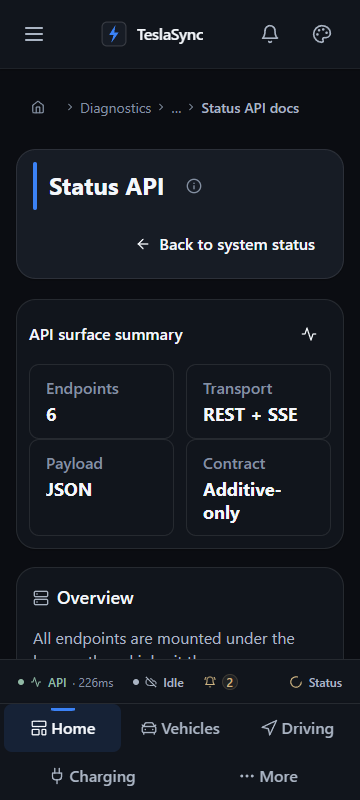 TeslaSync
Diagnostics > ... > Status API docs
Status API
← Back to system status
API surface summary
Endpoints
6
Transport
REST + SSE
Payload
JSON
Contract
Additive-
only
Overview
All endpoints are mounted under the
API · 226ms
Idle
2
Status
Home
Vehicles
Driving
Charging
More